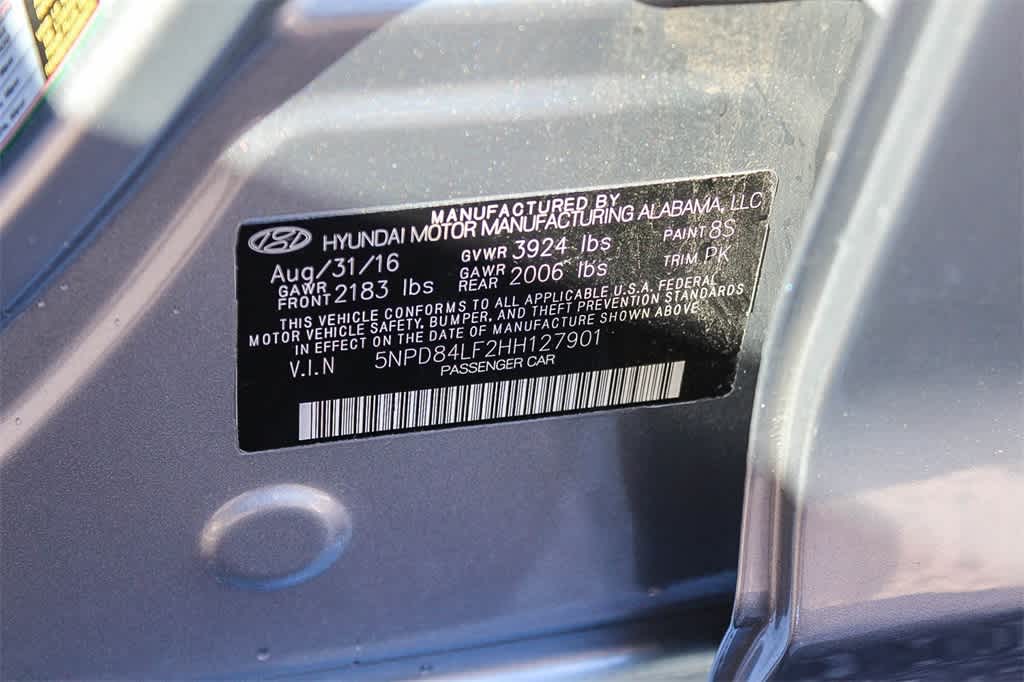 MANUFACTURED BY
HYUNDAI MOTOR MANUFACTURING ALABAMA, LLC
Aug/31/16 GVWR 3924 lbs PAINT 8S
GAWR FRONT 2183 lbs GAWR REAR 2006 lbs TRIM PK
THIS VEHICLE CONFORMS TO ALL APPLICABLE U.S.A. FEDERAL
MOTOR VEHICLE SAFETY, BUMPER, AND THEFT PREVENTION STANDARDS
IN EFFECT ON THE DATE OF MANUFACTURE SHOWN ABOVE
V.I.N 5NPD84LF2HH127901
PASSENGER CAR